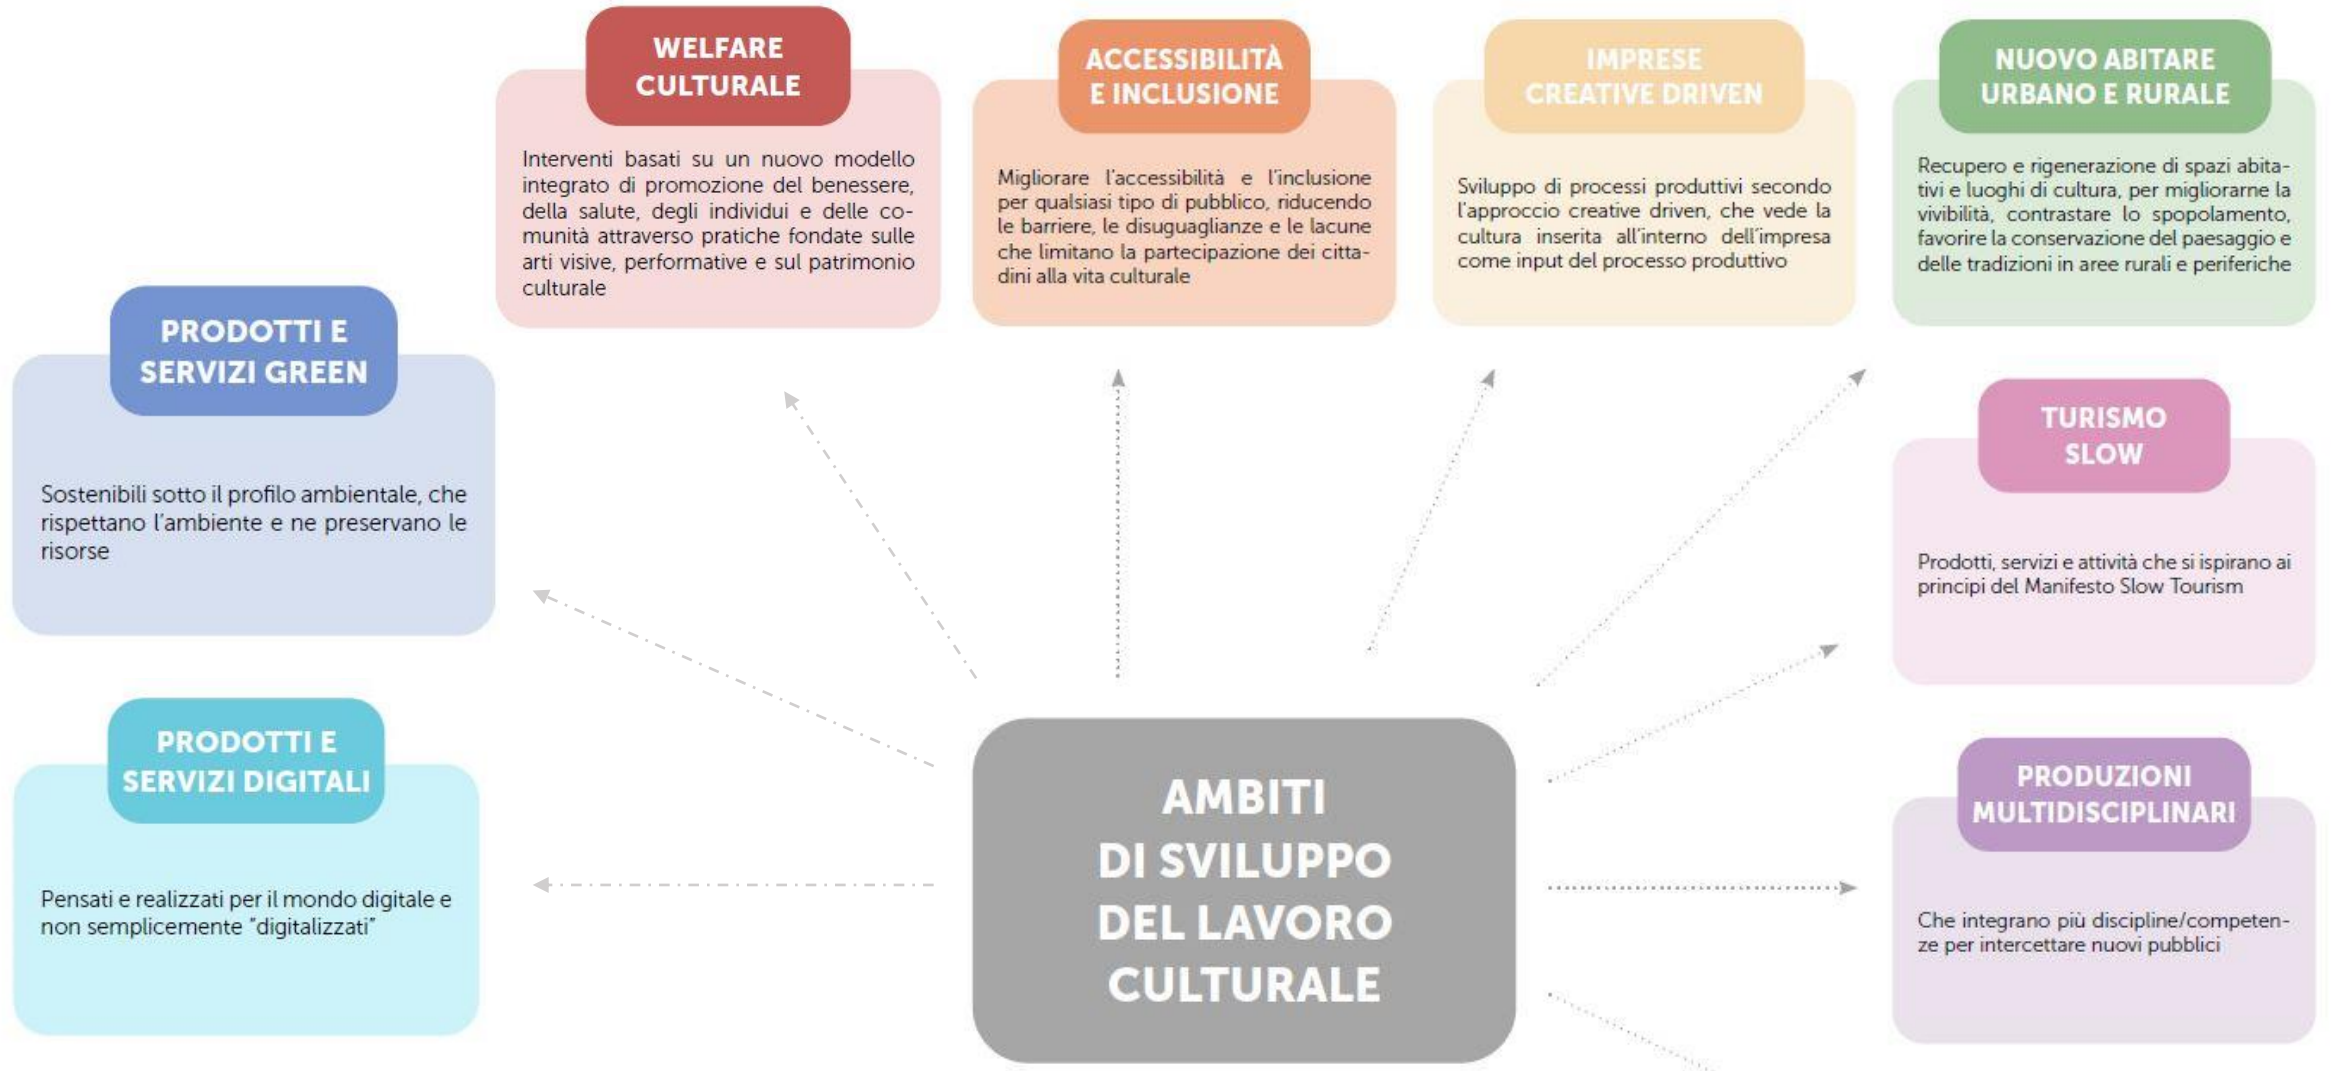 WELFARE
CULTURALE
Interventi basati su un nuovo modello
integrato di promozione del benessere,
della salute, degli individui e delle co-
munità attraverso pratiche fondate sulle
arti visive, performative e sul patrimonio
culturale
ACCESSIBILITÀ
E INCLUSIONE
Migliorare l'accessibilità e l'inclusione
per qualsiasi tipo di pubblico, riducendo
le barriere, le disuguaglianze e le lacune
che limitano la partecipazione dei citta-
dini alla vita culturale
IMPRESE
CREATIVE DRIVEN
Sviluppo di processi produttivi secondo
l'approccio creative driven, che vede la
cultura inserita all'interno dell'impresa
come input del processo produttivo
NUOVO ABITARE
URBANO E RURALE
Recupero e rigenerazione di spazi abita-
tivi e luoghi di cultura, per migliorarne la
vivibilità, contrastare lo spopolamento,
favorire la conservazione del paesaggio e
delle tradizioni in aree rurali e periferiche
PRODOTTI E
SERVIZI GREEN
Sostenibili sotto il profilo ambientale, che
rispettano l'ambiente e ne preservano le
risorse
TURISMO
SLOW
Prodotti, servizi e attività che si ispirano ai
principi del Manifesto Slow Tourism
PRODOTTI E
SERVIZI DIGITALI
Pensati e realizzati per il mondo digitale e
non semplicemente "digitalizzati"
AMBITI
DI SVILUPPO
DEL LAVORO
CULTURALE
PRODUZIONI
MULTIDISCIPLINARI
Che integrano più discipline/competen-
ze per intercettare nuovi pubblici